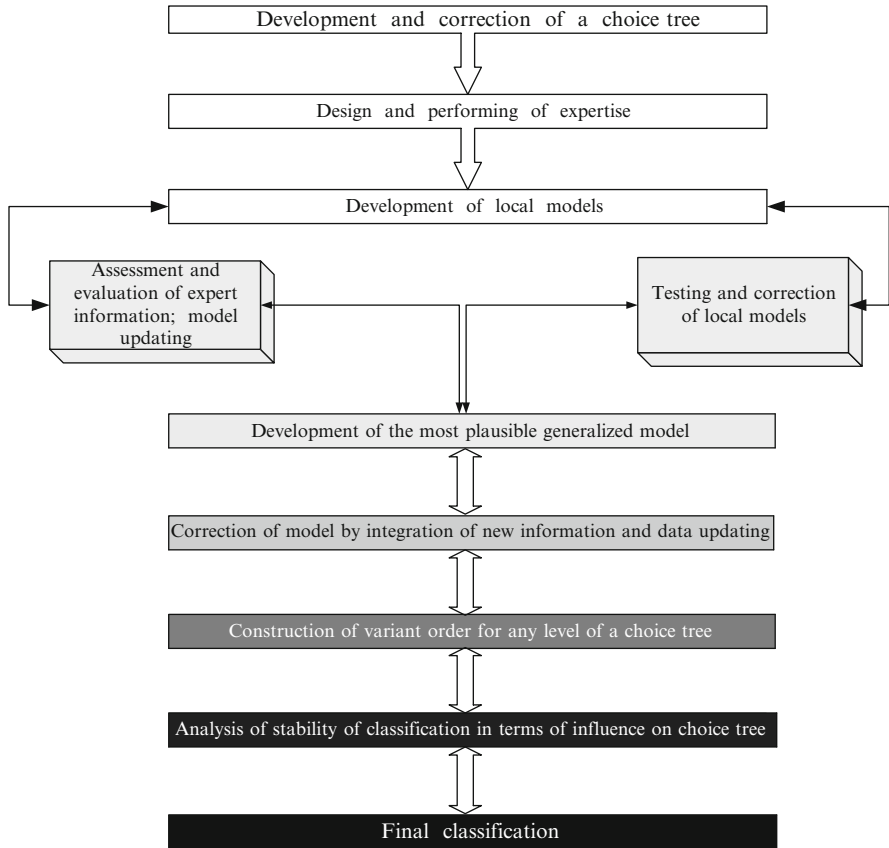 Development and correction of a choice tree
Design and performing of expertise
Development of local models
Assessment and
evaluation of expert
information; model
updating
Testing and correction
of local models
Development of the most plausible generalized model
Correction of model by integration of new information and data updating
Construction of variant order for any level of a choice tree
Analysis of stability of classification in terms of influence on choice tree
Final classification